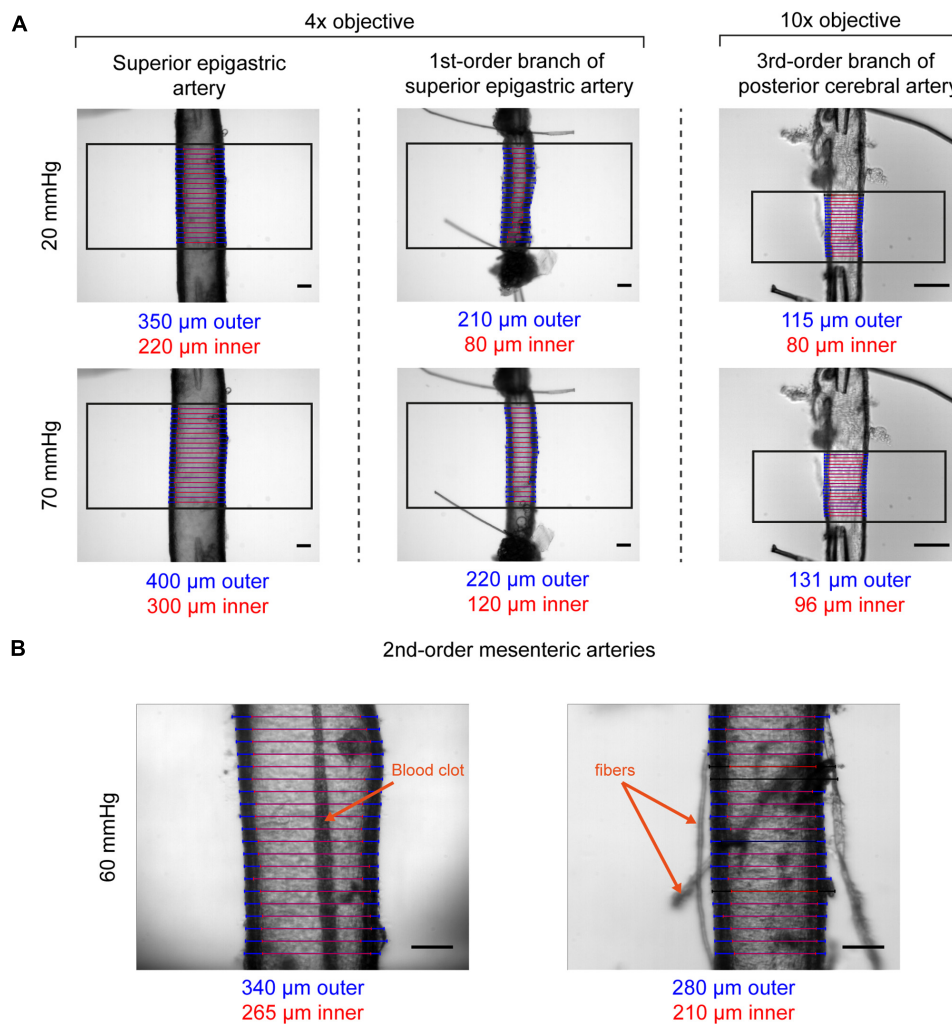 A
4x objective
10x objective
Superior epigastric
artery
1st-order branch of
superior epigastric artery
3rd-order branch of
posterior cerebral artery
20 mmHg
350 µm outer
220 µm inner
210 µm outer
80 µm inner
115 µm outer
80 µm inner
70 mmHg
400 µm outer
300 µm inner
220 µm outer
120 µm inner
131 µm outer
96 µm inner
B
2nd-order mesenteric arteries
60 mmHg
Blood clot
fibers
340 µm outer
265 µm inner
280 µm outer
210 µm inner